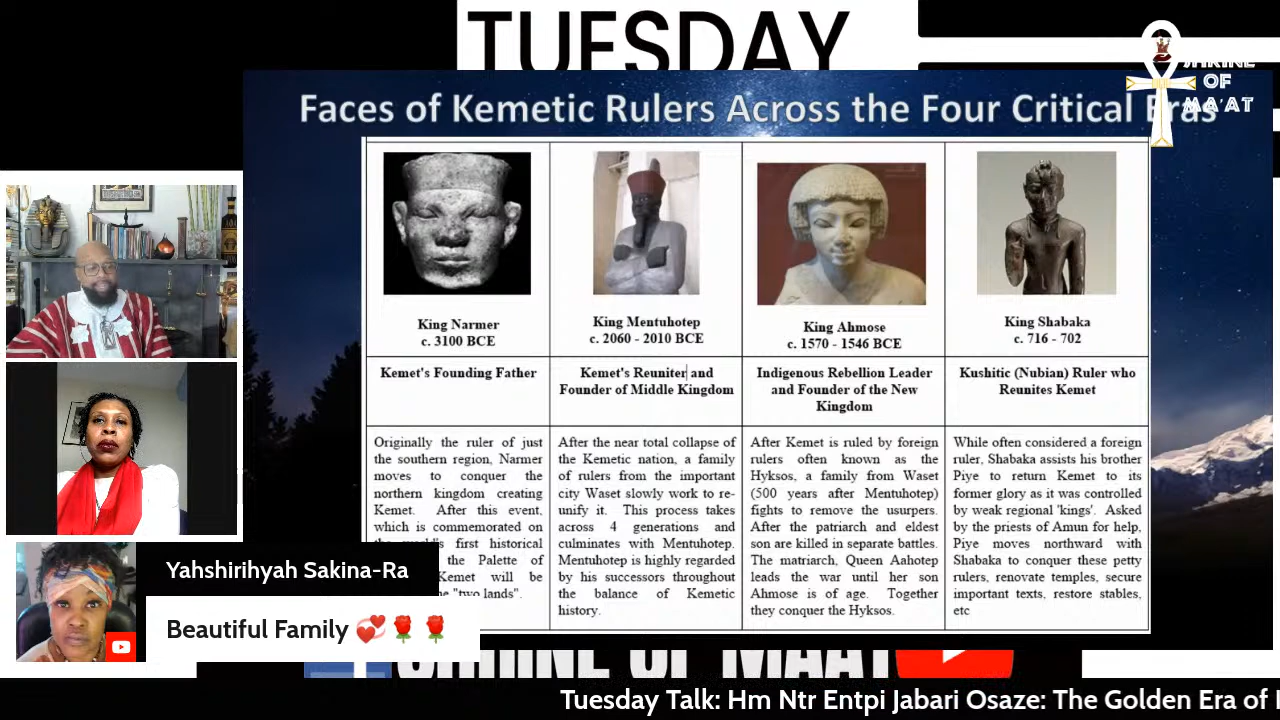 TUESDAY
SHRINE
OF
MA'AT
Faces of Kemetic Rulers Across the Four Critical Eras
King Narmer
c. 3100 BCE
King Mentuhotep
c. 2060 - 2010 BCE
King Ahmose
c. 1570 - 1546 BCE
King Shabaka
c. 716 - 702
Kemet's Founding Father
Kemet's Reuniter and
Founder of Middle Kingdom
Indigenous Rebellion Leader
and Founder of the New
Kingdom
Kushitic (Nubian) Ruler who
Reunites Kemet
Originally the ruler of just
the southern region, Narmer
moves to conquer the
northern kingdom creating
Kemet. After this event,
which is commemorated on
first historical
the Palette of
Kemet will be
"two lands".
After the near total collapse of
the Kemetic nation, a family
of rulers from the important
city Waset slowly work to re-
unify it. This process takes
across 4 generations and
culminates with Mentuhotep.
Mentuhotep is highly regarded
by his successors throughout
the balance of Kemetic
history.
After Kemet is ruled by foreign
rulers often known as the
Hyksos, a family from Waset
(500 years after Mentuhotep)
fights to remove the usurpers.
After the patriarch and eldest
son are killed in separate battles.
The matriarch, Queen Aahotep
leads the war until her son
Ahmose is of age. Together
they conquer the Hyksos.
While often considered a foreign
ruler, Shabaka assists his brother
Piye to return Kemet to its
former glory as it was controlled
by weak regional 'kings'. Asked
by the priests of Amun for help,
Piye moves northward with
Shabaka to conquer these petty
rulers, renovate temples, secure
important texts, restore stables,
etc
Yahshirihyah Sakina-Ra
Beautiful Family 💞🌹🌹
SHRINE OF MAAT
Tuesday Talk: Hm Ntr Entpi Jabari Osaze: The Golden Era of